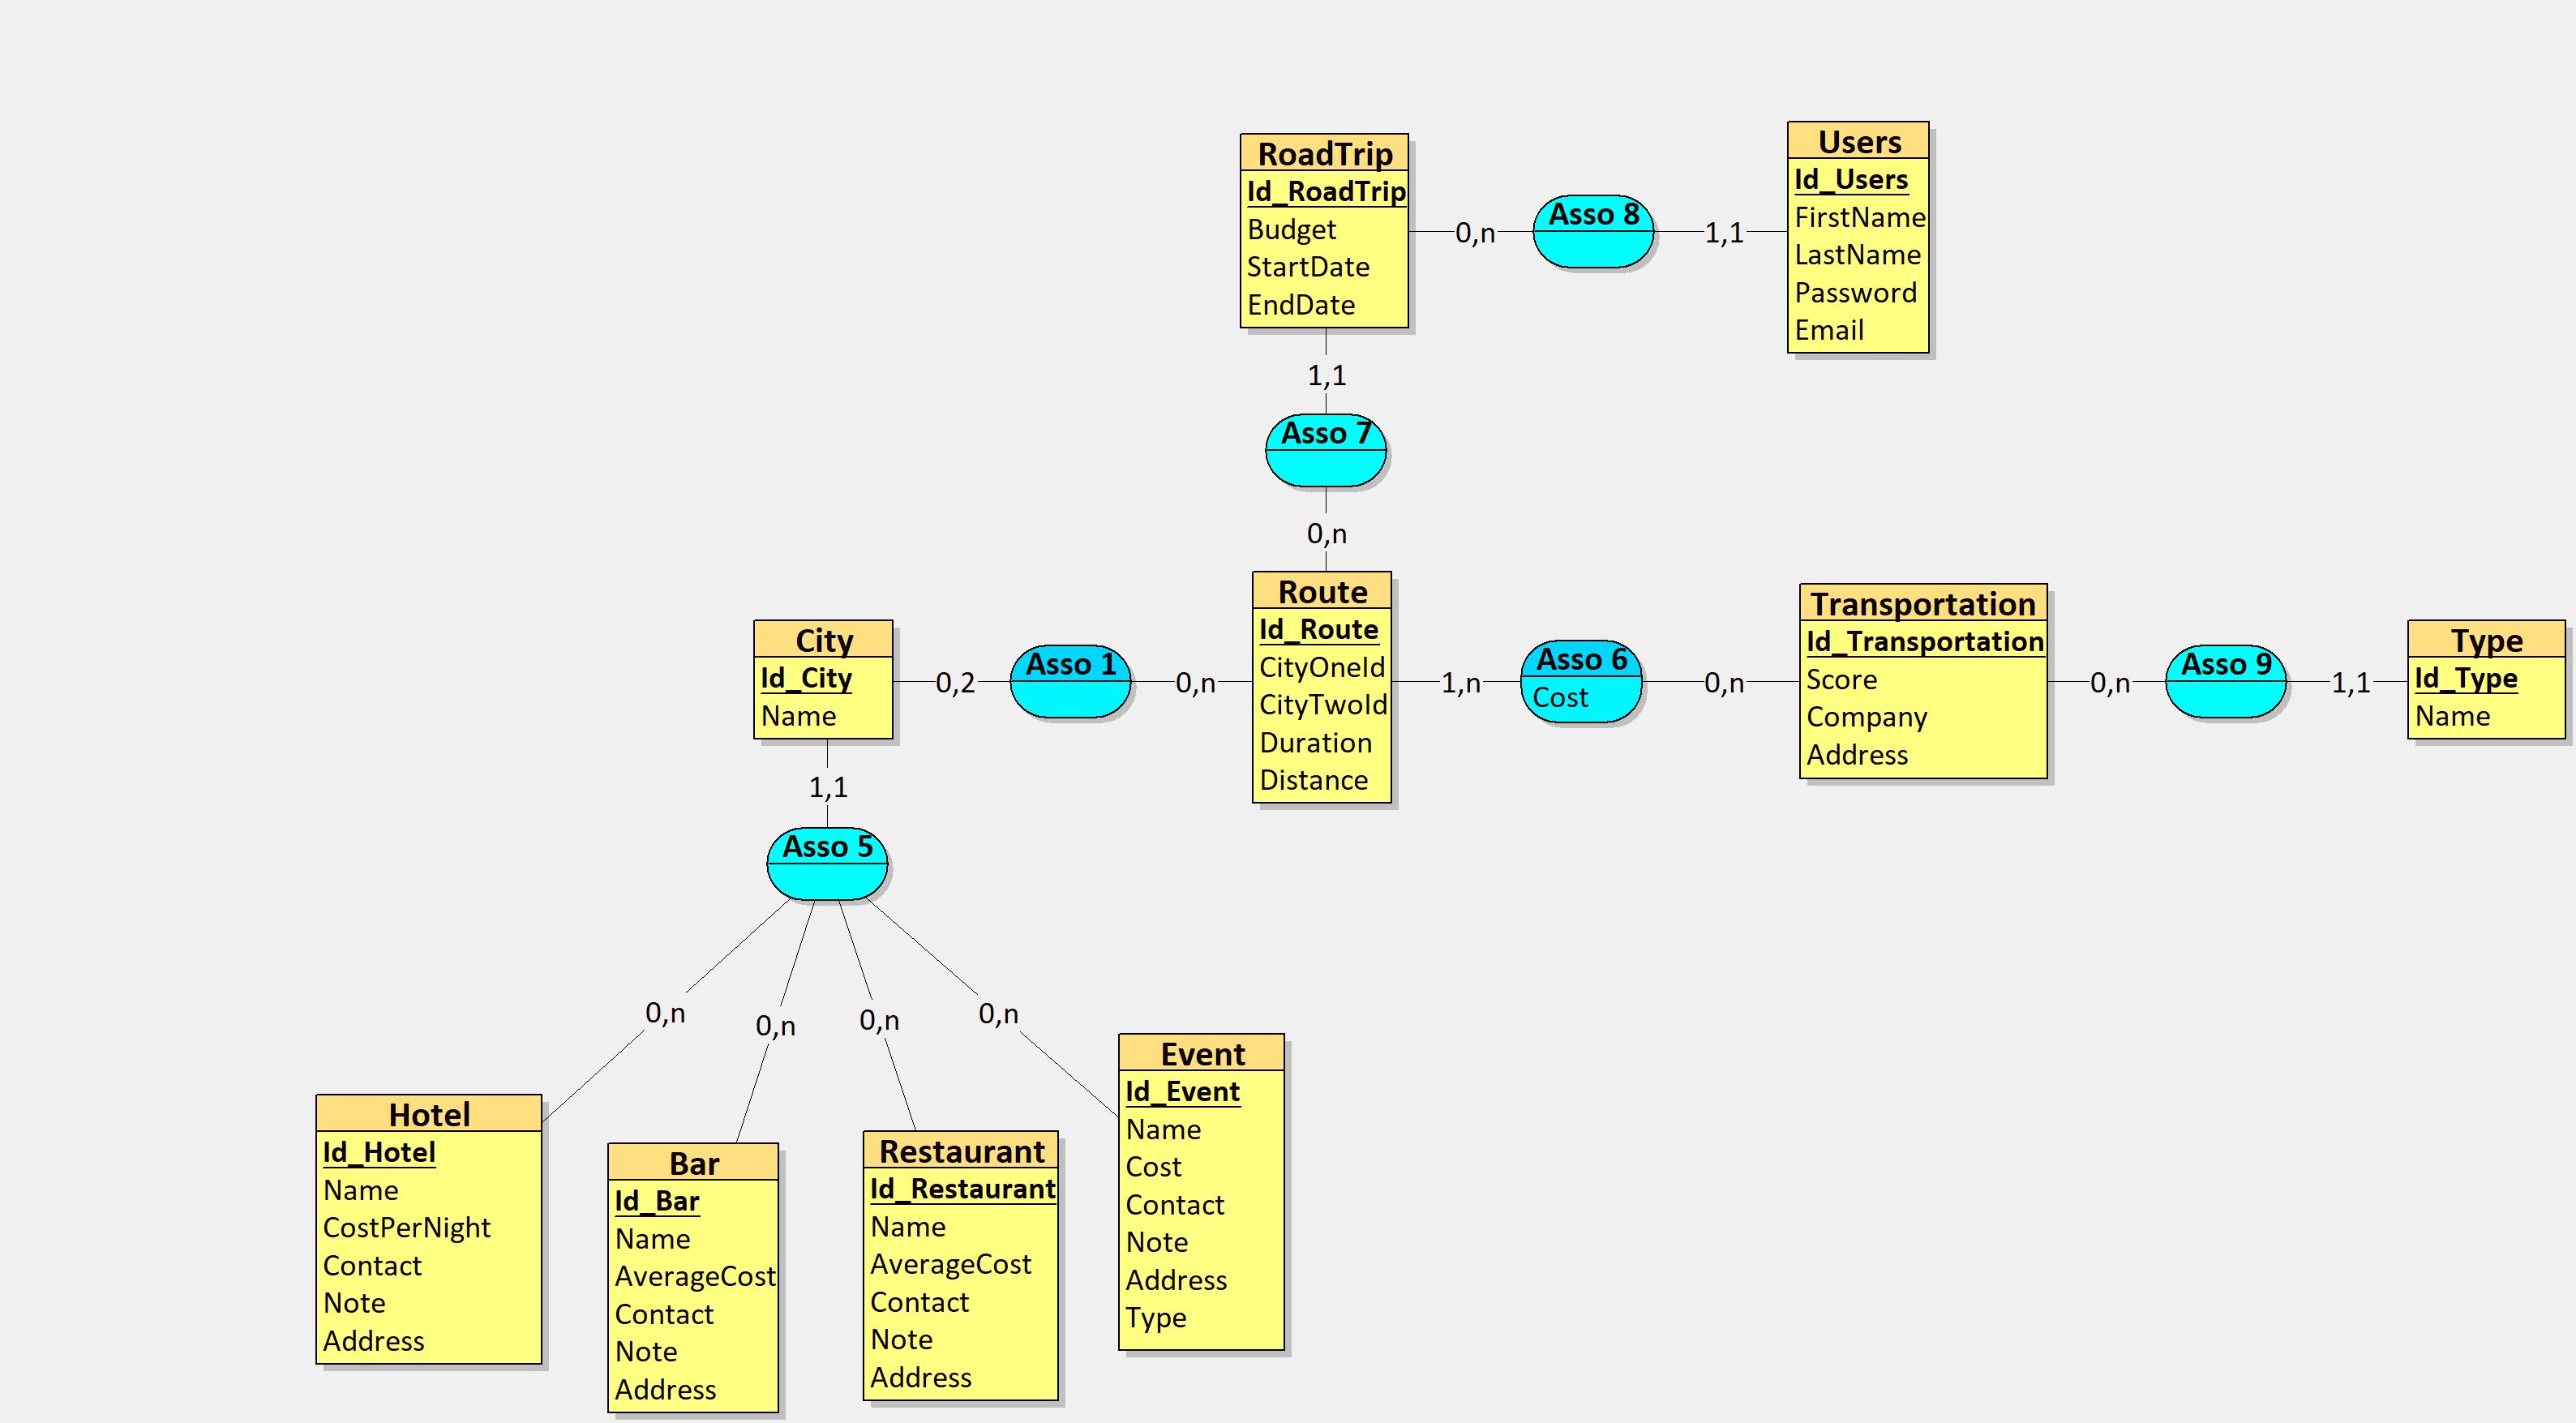 RoadTrip
Id_RoadTrip
Budget
StartDate
EndDate
0,n
Asso 8
1,1
Users
Id_Users
FirstName
LastName
Password
Email
1,1
Asso 7
0,n
City
Id_City
Name
0,2
Asso 1
0,n
Route
Id_Route
CityOneId
CityTwoId
Duration
Distance
1,n
Asso 6
Cost
0,n
Transportation
Id_Transportation
Score
Company
Address
0,n
Asso 9
1,1
Type
Id_Type
Name
1,1
Asso 5
0,n
0,n
0,n
0,n
Hotel
Id_Hotel
Name
CostPerNight
Contact
Note
Address
Bar
Id_Bar
Name
AverageCost
Contact
Note
Address
Restaurant
Id_Restaurant
Name
AverageCost
Contact
Note
Address
Event
Id_Event
Name
Cost
Contact
Note
Address
Type